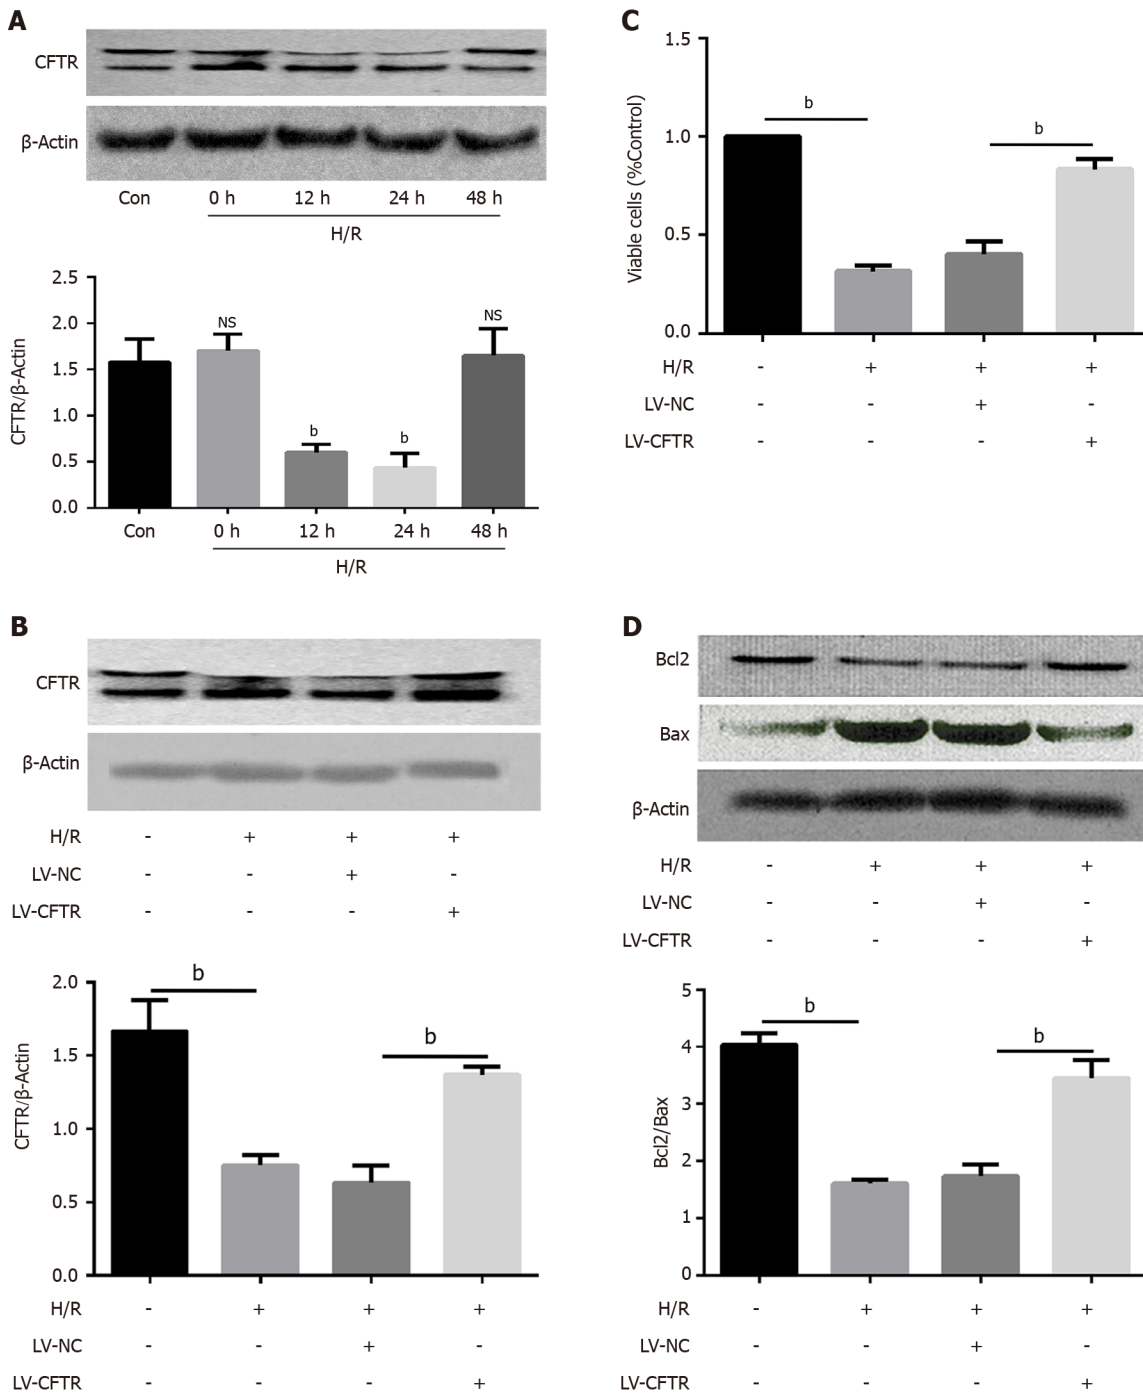 A
CFTR
β-Actin
Con 0 h 12 h 24 h 48 h
H/R
2.5
2.0
1.5
1.0
0.5
0.0
CFTR/β-Actin
NS
b
b
NS
Con 0 h 12 h 24 h 48 h
H/R
B
CFTR
β-Actin
H/R - + + +
LV-NC - - + -
LV-CFTR - - - +
2.0
1.5
1.0
0.5
0.0
CFTR/β-Actin
b
b
H/R - + + +
LV-NC - - + -
LV-CFTR - - - +
C
1.5
1.0
0.5
0.0
Viable cells (%Control)
b
b
H/R - + + +
LV-NC - - + -
LV-CFTR - - - +
D
Bcl2
Bax
β-Actin
H/R - + + +
LV-NC - - + -
LV-CFTR - - - +
5
4
3
2
1
0
Bcl2/Bax
b
b
H/R - + + +
LV-NC - - + -
LV-CFTR - - - +